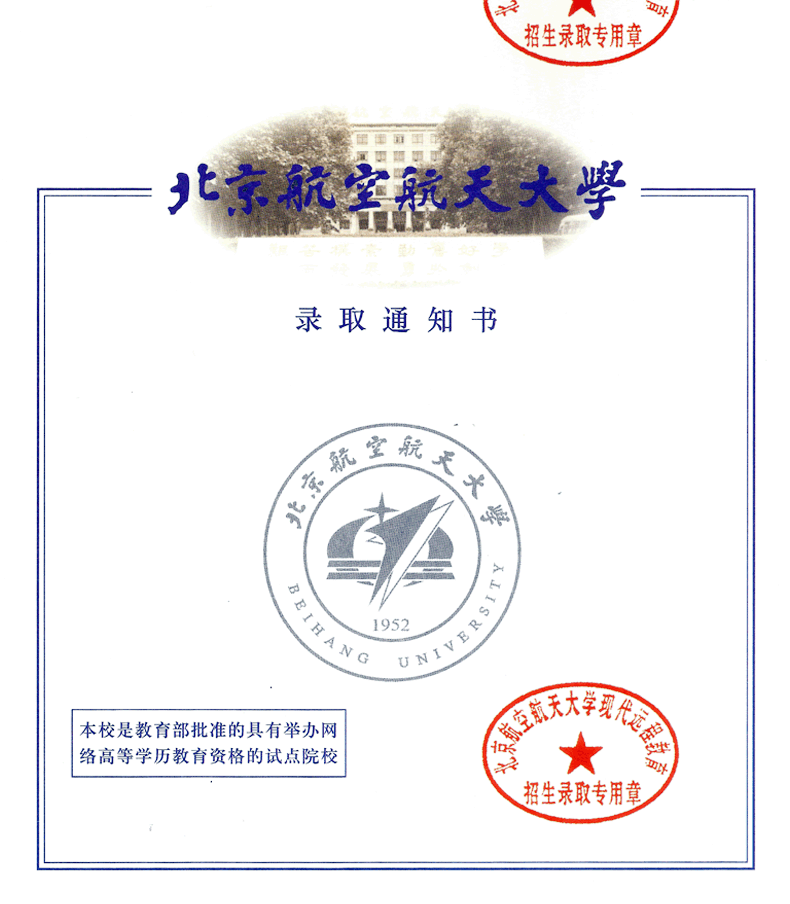 招生录取专用章
北京航空航天大學
录取通知书
北京航空航天大學
1952
BEIHANG UNIVERSITY
本校是教育部批准的具有举办网
络高等学历教育资格的试点院校
北京航空航天大学现代远程教育
招生录取专用章